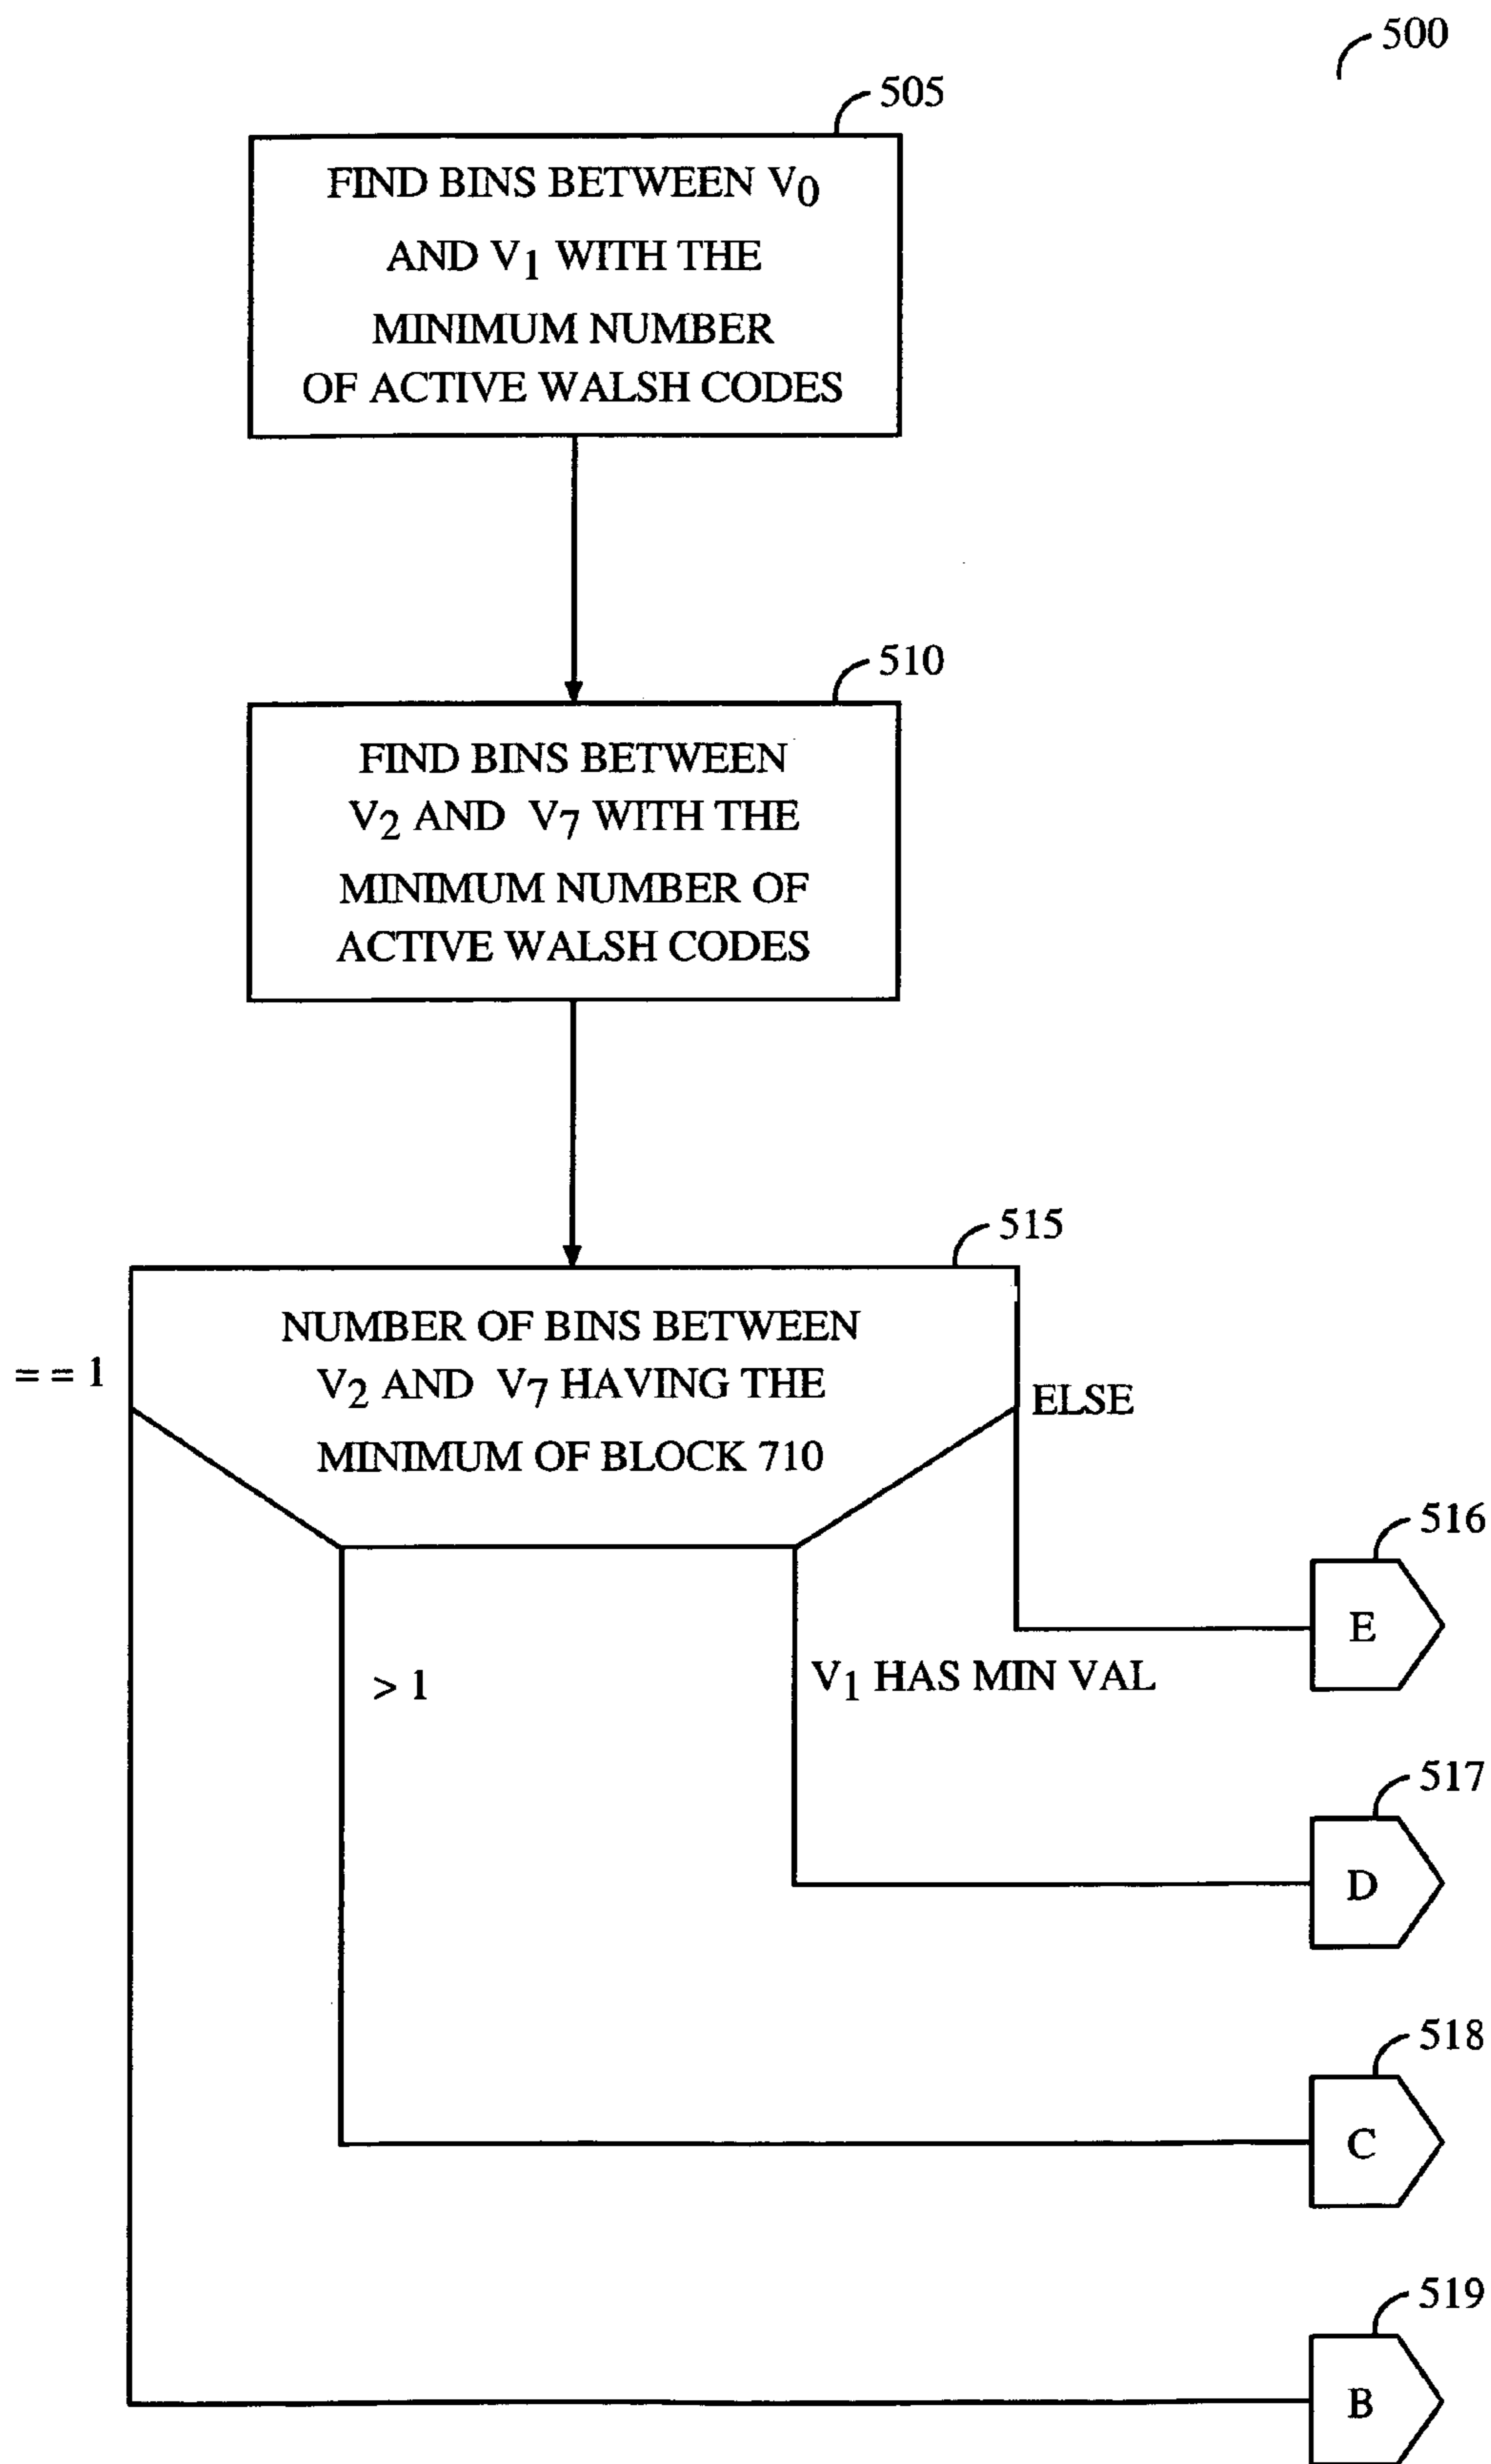 500
505
FIND BINS BETWEEN V0
AND V1 WITH THE
MINIMUM NUMBER
OF ACTIVE WALSH CODES
510
FIND BINS BETWEEN
V2 AND V7 WITH THE
MINIMUM NUMBER OF
ACTIVE WALSH CODES
515
NUMBER OF BINS BETWEEN
V2 AND V7 HAVING THE
MINIMUM OF BLOCK 710
= = 1
ELSE
516
E
> 1
V1 HAS MIN VAL
517
D
518
C
519
B